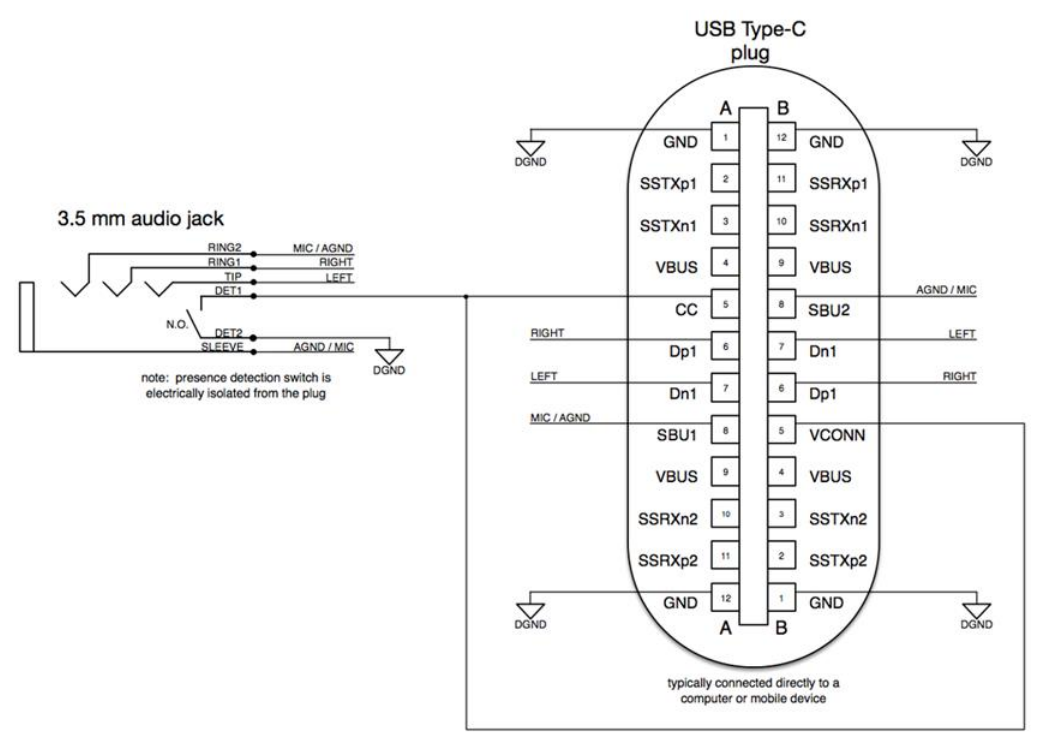 USB Type-C
plug
A B
GND 1 12 GND
DGND DGND
SSTXp1 2 11 SSRXp1
3.5 mm audio jack
SSTXn1 3 10 SSRXn1
RING2 MIC / AGND
RING1 RIGHT
TIP LEFT
DET1
VBUS 4 9 VBUS
AGND / MIC
CC 5 8 SBU2
N.O.
DET2
SLEEVE AGND / MIC
DGND
note: presence detection switch is
electrically isolated from the plug
RIGHT LEFT
Dp1 6 7 Dn1
LEFT RIGHT
Dn1 7 6 Dp1
MIC / AGND
SBU1 8 5 VCONN
VBUS 9 4 VBUS
SSRXn2 10 3 SSTXn2
SSRXp2 11 2 SSTXp2
GND 12 1 GND
DGND DGND
A B
typically connected directly to a
computer or mobile device